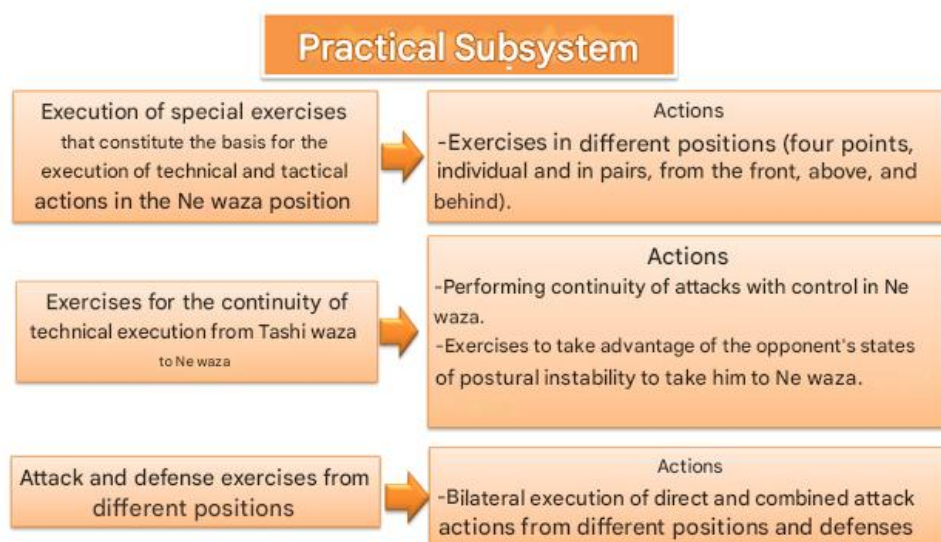 Practical Subsystem
Execution of special exercises
that constitute the basis for the
execution of technical and tactical
actions in the Ne waza position
Actions
-Exercises in different positions (four points,
individual and in pairs, from the front, above, and
behind).
Exercises for the continuity of
technical execution from Tashi waza
to Ne waza
Actions
-Performing continuity of attacks with control in Ne
waza.
-Exercises to take advantage of the opponent's states
of postural instability to take him to Ne waza.
Attack and defense exercises from
different positions
Actions
-Bilateral execution of direct and combined attack
actions from different positions and defenses